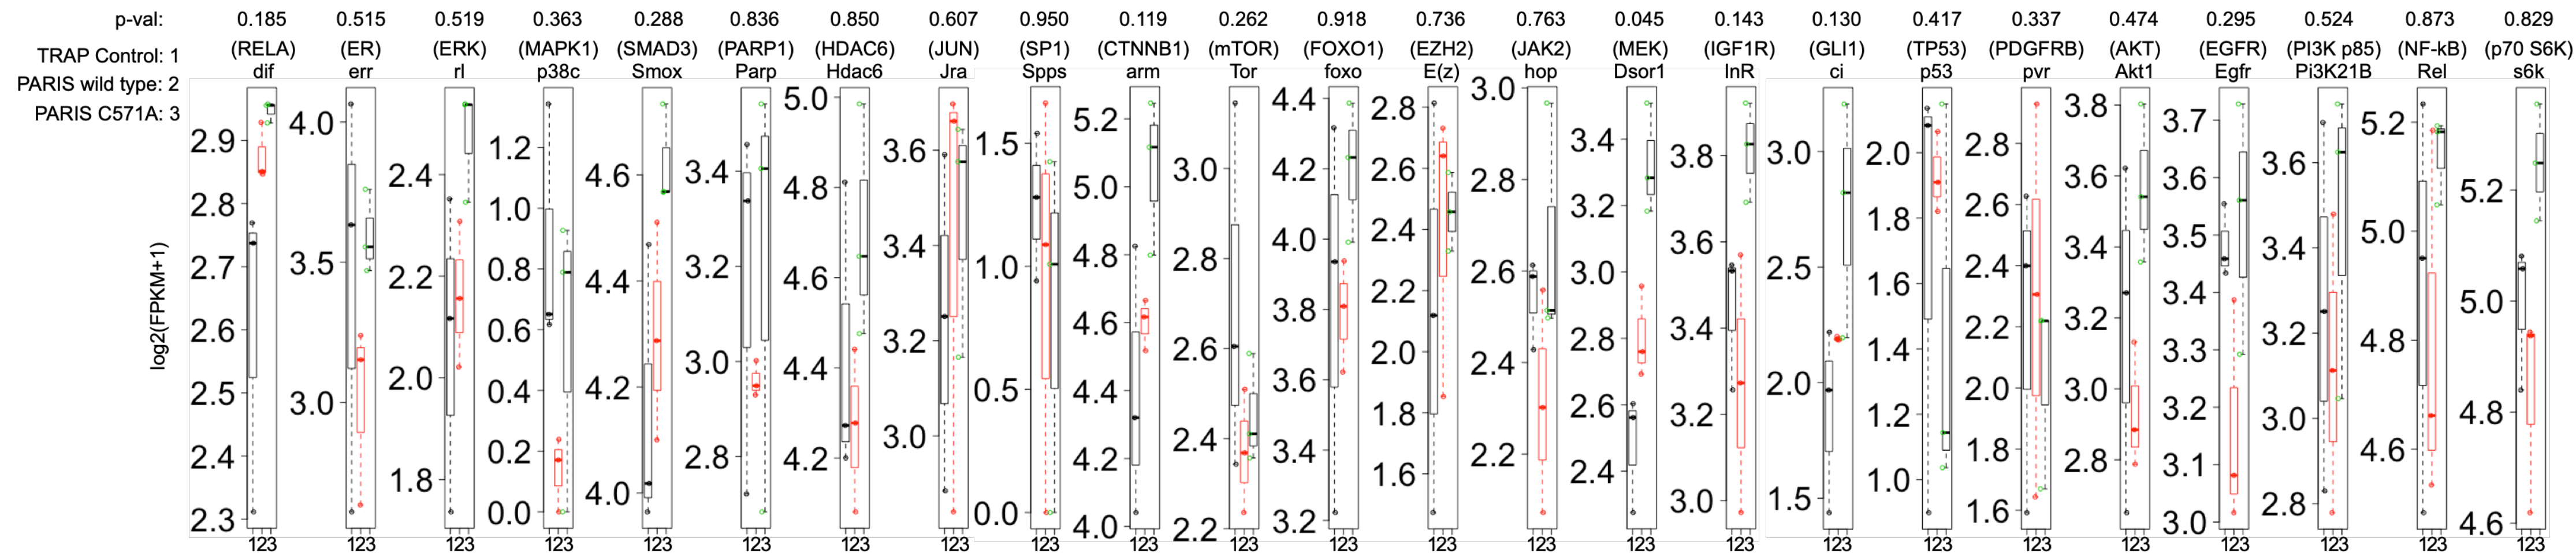 p-val: 0.185 0.515 0.519 0.363 0.288 0.836 0.850 0.607 0.950 0.119 0.262 0.918 0.736 0.763 0.045 0.143 0.130 0.417 0.337 0.474 0.295 0.524 0.873 0.829
TRAP Control: 1 (RELA) (ER) (ERK) (MAPK1) (SMAD3) (PARP1) (HDAC6) (JUN) (SP1) (CTNNB1) (mTOR) (FOXO1) (EZH2) (JAK2) (MEK) (IGF1R) (GLI1) (TP53) (PDGFRB) (AKT) (EGFR) (PI3K p85) (NF-kB) (p70 S6K)
PARIS wild type: 2 dif err rl p38c Smox Parp Hdac6 Jra Spps arm Tor foxo E(z) hop Dsor1 InR ci p53 pvr Akt1 Egfr Pi3K21B Rel s6k
PARIS C571A: 3
log2(FPKM+1)
2.9 2.8 2.7 2.6 2.5 2.4 2.3
4.0 3.5 3.0
2.4 2.2 2.0 1.8
1.2 1.0 0.8 0.6 0.4 0.2 0.0
4.6 4.4 4.2 4.0
3.4 3.2 3.0 2.8
5.0 4.8 4.6 4.4 4.2
3.6 3.4 3.2 3.0
1.5 1.0 0.5 0.0
5.2 5.0 4.8 4.6 4.4 4.2 4.0
3.0 2.8 2.6 2.4 2.2
4.4 4.2 4.0 3.8 3.6 3.4 3.2
2.8 2.6 2.4 2.2 2.0 1.8 1.6
3.0 2.8 2.6 2.4 2.2
3.4 3.2 3.0 2.8 2.6 2.4
3.8 3.6 3.4 3.2 3.0
3.0 2.5 2.0 1.5
2.0 1.8 1.6 1.4 1.2 1.0
2.8 2.6 2.4 2.2 2.0 1.8 1.6
3.8 3.6 3.4 3.2 3.0 2.8
3.7 3.6 3.5 3.4 3.3 3.2 3.1 3.0
3.6 3.4 3.2 3.0 2.8
5.2 5.0 4.8 4.6
5.2 5.0 4.8 4.6
123 123 123 123 123 123 123 123 123 123 123 123 123 123 123 123 123 123 123 123 123 123 123 123